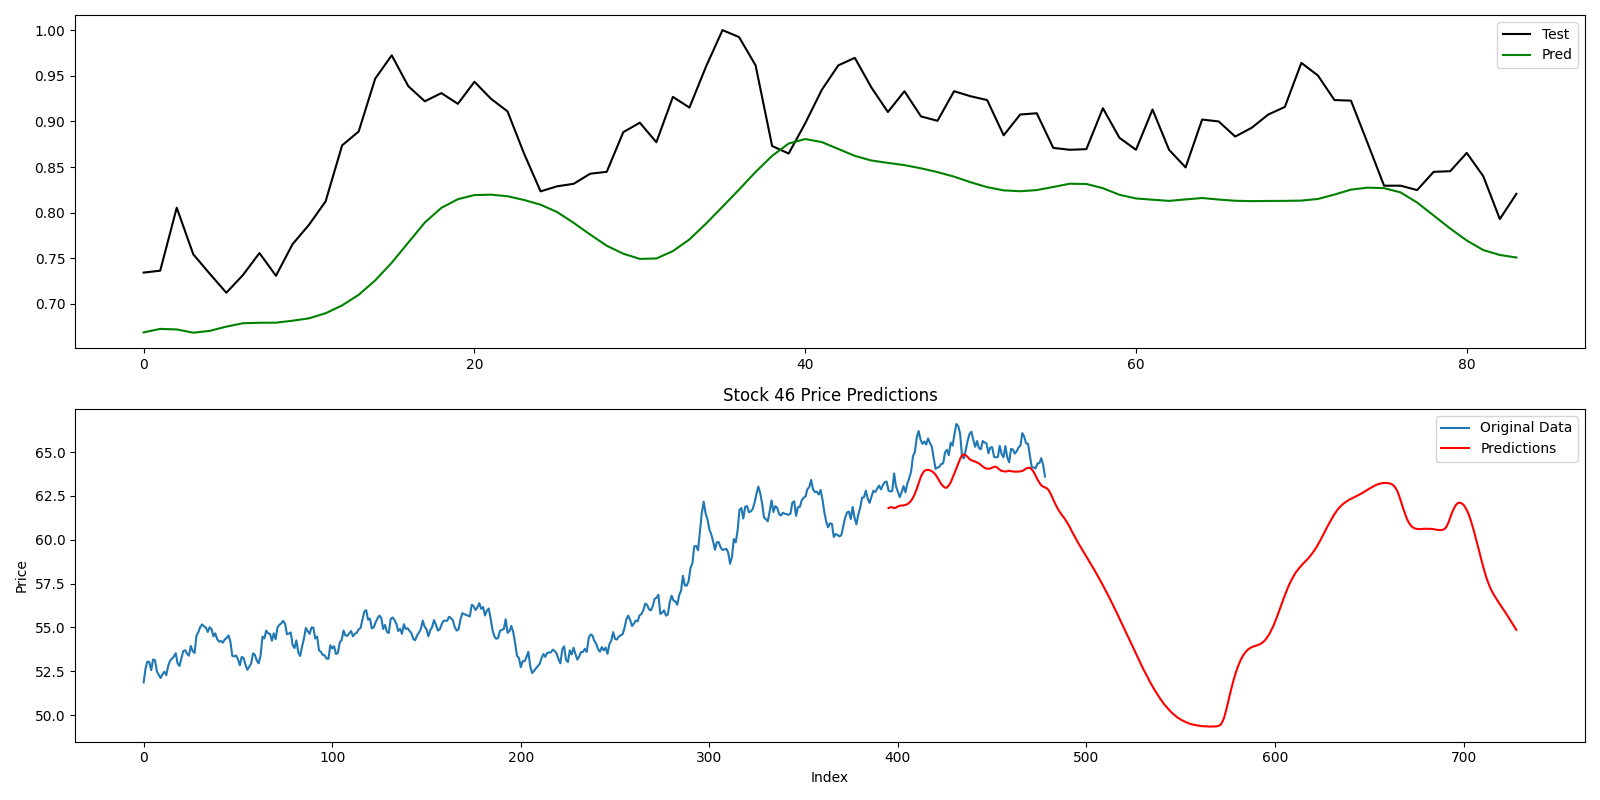 1.00
0.95
0.90
0.85
0.80
0.75
0.70
Test
Pred
0 20 40 60 80
Stock 46 Price Predictions
Price
65.0
62.5
60.0
57.5
55.0
52.5
50.0
Original Data
Predictions
0 100 200 300 400 500 600 700
Index